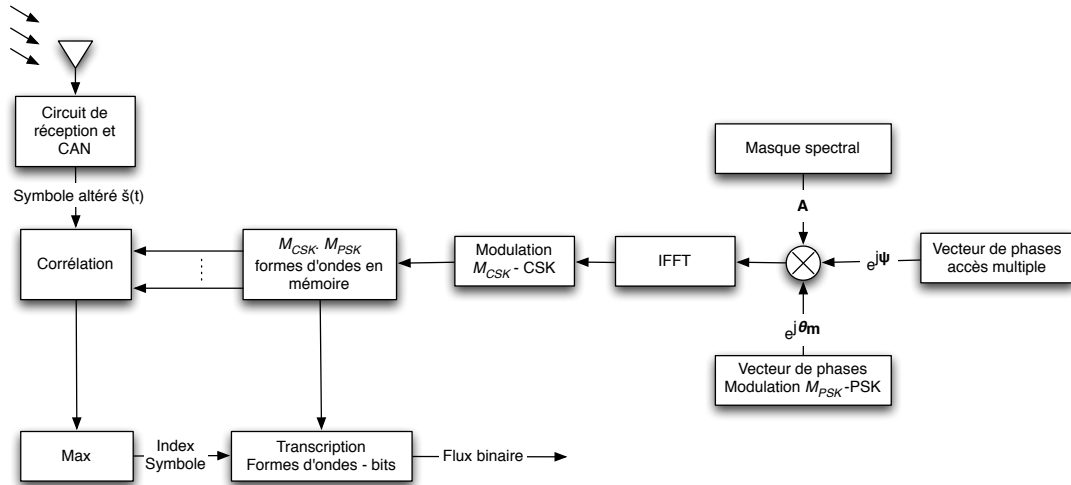 Circuit de
réception et
CAN
Symbole altéré š(t)
Masque spectral
A
Corrélation
M_CSK. M_PSK
formes d'ondes en
mémoire
Modulation
M_CSK - CSK
IFFT
e^jψ
Vecteur de phases
accès multiple
e^jθm
Vecteur de phases
Modulation M_PSK -PSK
Max
Index
Symbole
Transcription
Formes d'ondes - bits
Flux binaire